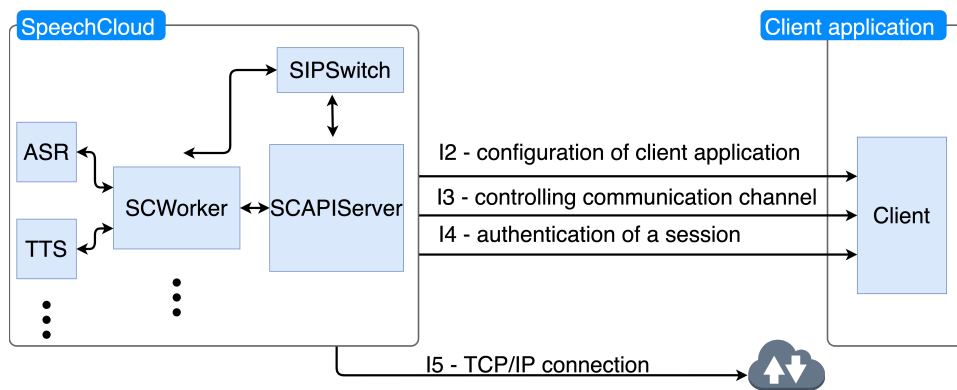 SpeechCloud
Client application
SIPSwitch
ASR
I2 - configuration of client application
SCWorker
SCAPIServer
I3 - controlling communication channel
Client
TTS
I4 - authentication of a session
I5 - TCP/IP connection